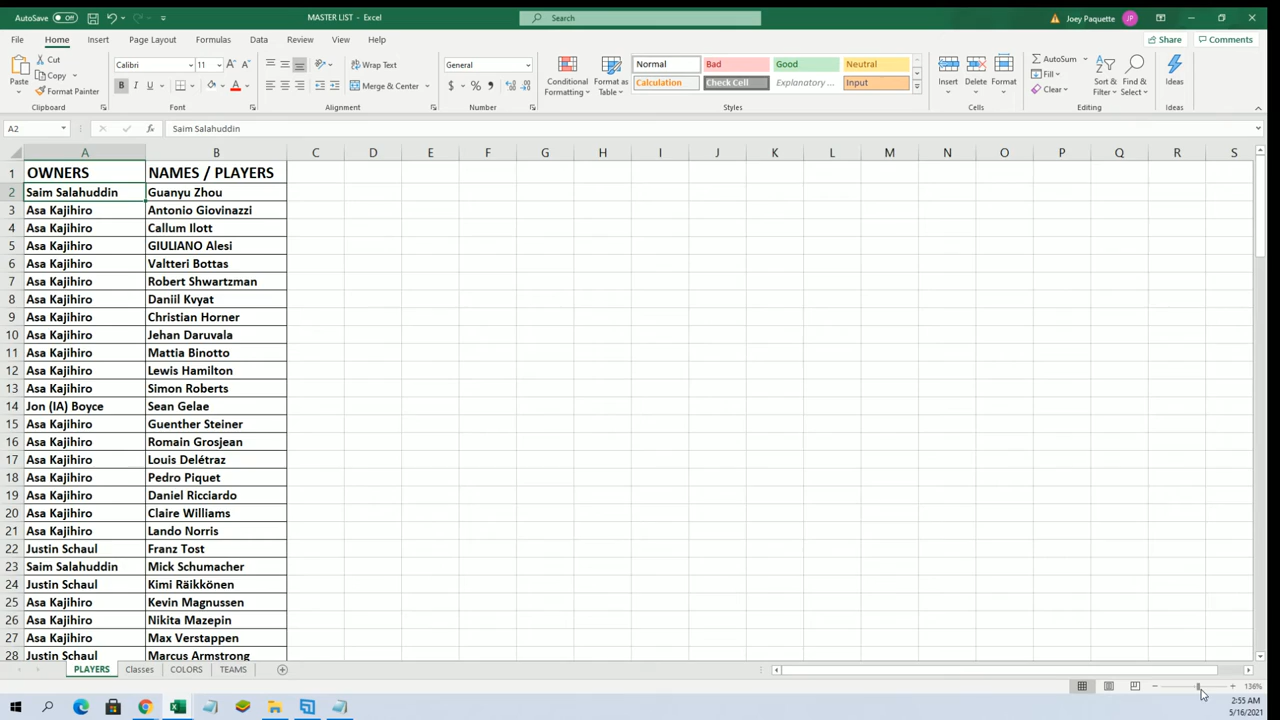 AutoSave Off MASTER LIST - Excel Search Joey Paquette JP
File Home Insert Page Layout Formulas Data Review View Help Share Comments
Paste Cut Copy Format Painter Clipboard
Calibri 11 B I U Font
Wrap Text Merge & Center Alignment
General $ % , Number
Conditional Formatting Format as Table
Normal Bad Good Neutral
Calculation Check Cell Explanatory ... Input
Styles
Insert Delete Format Cells
AutoSum Fill Clear Sort & Filter Find & Select Editing
Ideas Ideas
A2 fx Saim Salahuddin
A B C D E F G H I J K L M N O P Q R S
1 OWNERS NAMES / PLAYERS
2 Saim Salahuddin Guanyu Zhou
3 Asa Kajihiro Antonio Giovinazzi
4 Asa Kajihiro Callum Ilott
5 Asa Kajihiro GIULIANO Alesi
6 Asa Kajihiro Valtteri Bottas
7 Asa Kajihiro Robert Shwartzman
8 Asa Kajihiro Daniil Kvyat
9 Asa Kajihiro Christian Horner
10 Asa Kajihiro Jehan Daruvala
11 Asa Kajihiro Mattia Binotto
12 Asa Kajihiro Lewis Hamilton
13 Asa Kajihiro Simon Roberts
14 Jon (IA) Boyce Sean Gelae
15 Asa Kajihiro Guenther Steiner
16 Asa Kajihiro Romain Grosjean
17 Asa Kajihiro Louis Delétraz
18 Asa Kajihiro Pedro Piquet
19 Asa Kajihiro Daniel Ricciardo
20 Asa Kajihiro Claire Williams
21 Asa Kajihiro Lando Norris
22 Justin Schaul Franz Tost
23 Saim Salahuddin Mick Schumacher
24 Justin Schaul Kimi Räikkönen
25 Asa Kajihiro Kevin Magnussen
26 Asa Kajihiro Nikita Mazepin
27 Asa Kajihiro Max Verstappen
28 Justin Schaul Marcus Armstrong
PLAYERS Classes COLORS TEAMS
136%
2:55 AM
5/16/2021